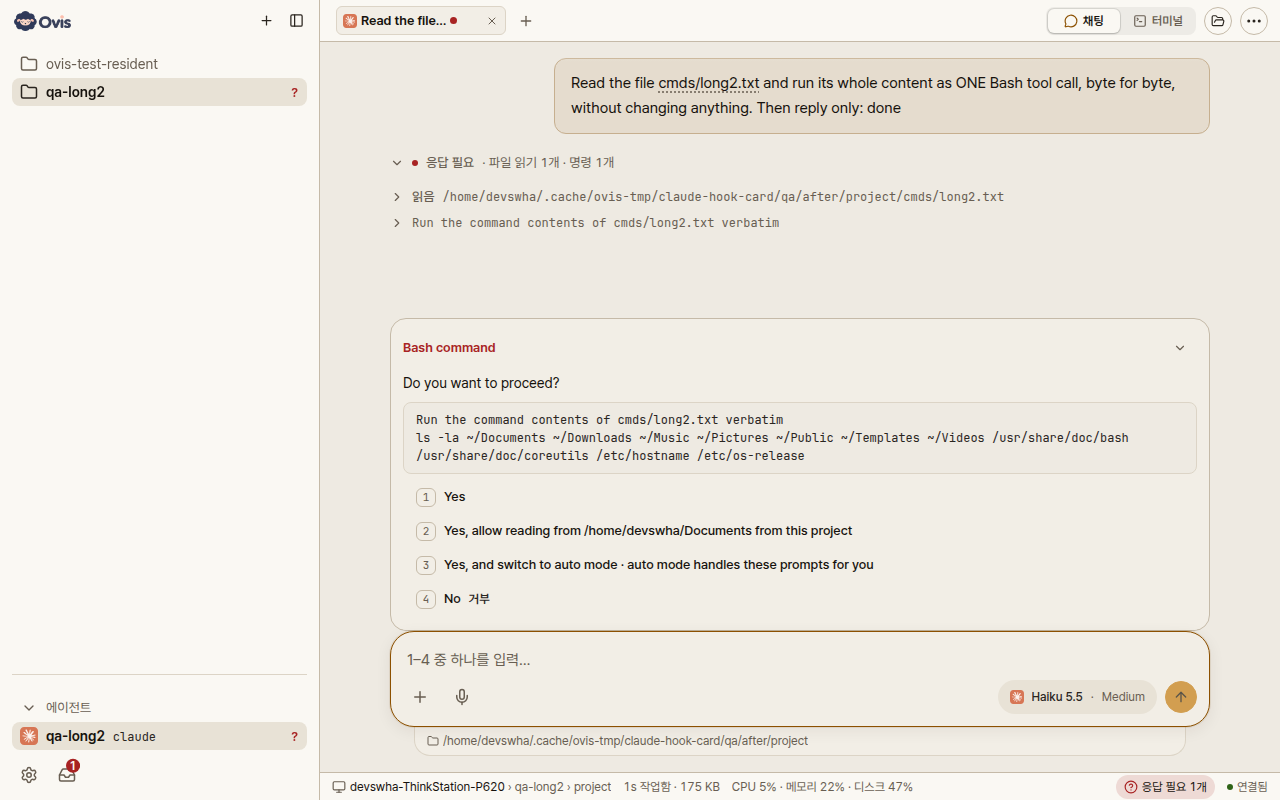 Ovis
ovis-test-resident
qa-long2
?
에이전트
qa-long2 claude
?
1
Read the file...
채팅
터미널
Read the file cmds/long2.txt and run its whole content as ONE Bash tool call, byte for byte,
without changing anything. Then reply only: done
응답 필요 · 파일 읽기 1개 · 명령 1개
읽음 /home/devswha/.cache/ovis-tmp/claude-hook-card/qa/after/project/cmds/long2.txt
Run the command contents of cmds/long2.txt verbatim
Bash command
Do you want to proceed?
Run the command contents of cmds/long2.txt verbatim
ls -la ~/Documents ~/Downloads ~/Music ~/Pictures ~/Public ~/Templates ~/Videos /usr/share/doc/bash
/usr/share/doc/coreutils /etc/hostname /etc/os-release
1 Yes
2 Yes, allow reading from /home/devswha/Documents from this project
3 Yes, and switch to auto mode · auto mode handles these prompts for you
4 No 거부
1–4 중 하나를 입력...
Haiku 5.5 · Medium
/home/devswha/.cache/ovis-tmp/claude-hook-card/qa/after/project
devswha-ThinkStation-P620 › qa-long2 › project 1s 작업함 · 175 KB CPU 5% · 메모리 22% · 디스크 47%
응답 필요 1개
연결됨